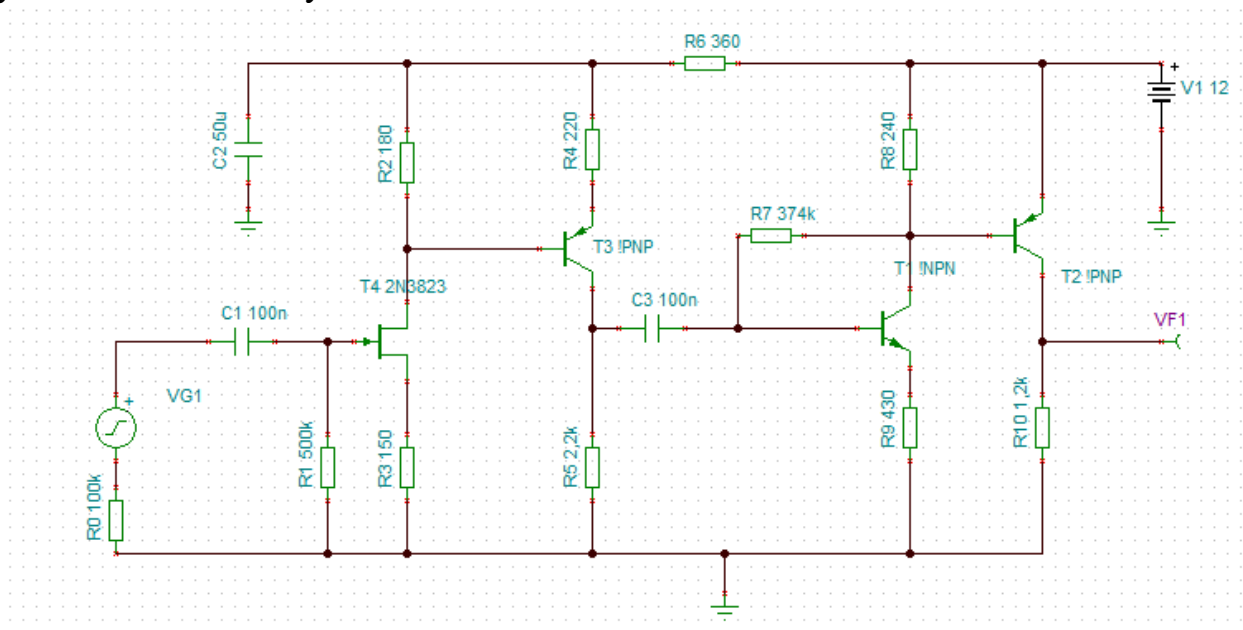 R6 360
+
V1 12
C2 50u
R2 180
R4 220
R8 240
R7 374k
T3 !PNP
T1 !NPN
T2 !PNP
T4 2N3823
C1 100n
C3 100n
VF1
+
VG1
R0 100k
R1 500k
R3 150
R5 2,2k
R9 430
R10 1,2k